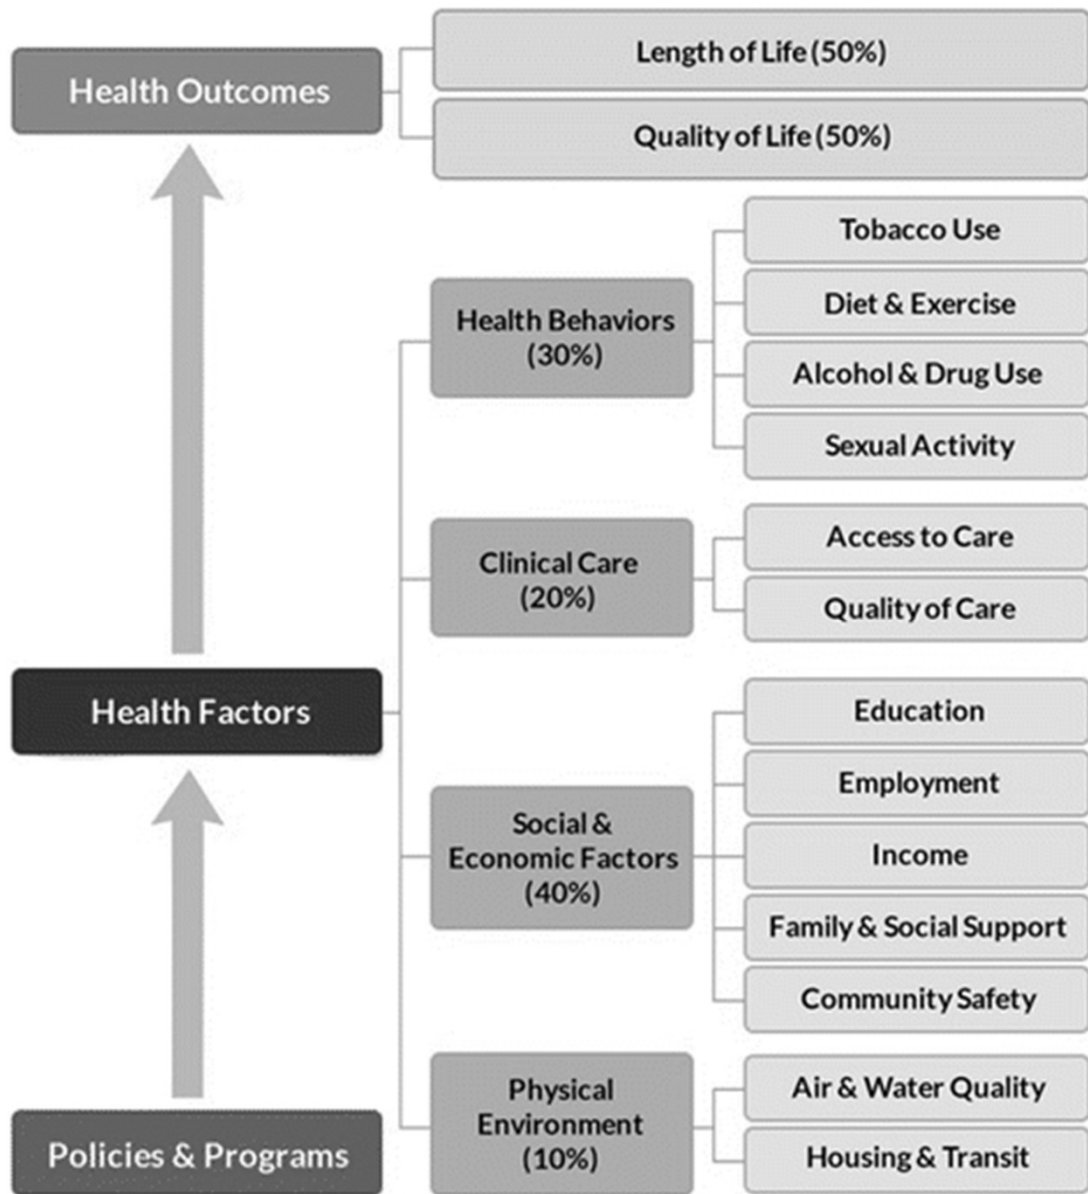 Health Outcomes
Length of Life (50%)
Quality of Life (50%)
Health Factors
Health Behaviors
(30%)
Tobacco Use
Diet & Exercise
Alcohol & Drug Use
Sexual Activity
Clinical Care
(20%)
Access to Care
Quality of Care
Social &
Economic Factors
(40%)
Education
Employment
Income
Family & Social Support
Community Safety
Physical
Environment
(10%)
Air & Water Quality
Housing & Transit
Policies & Programs